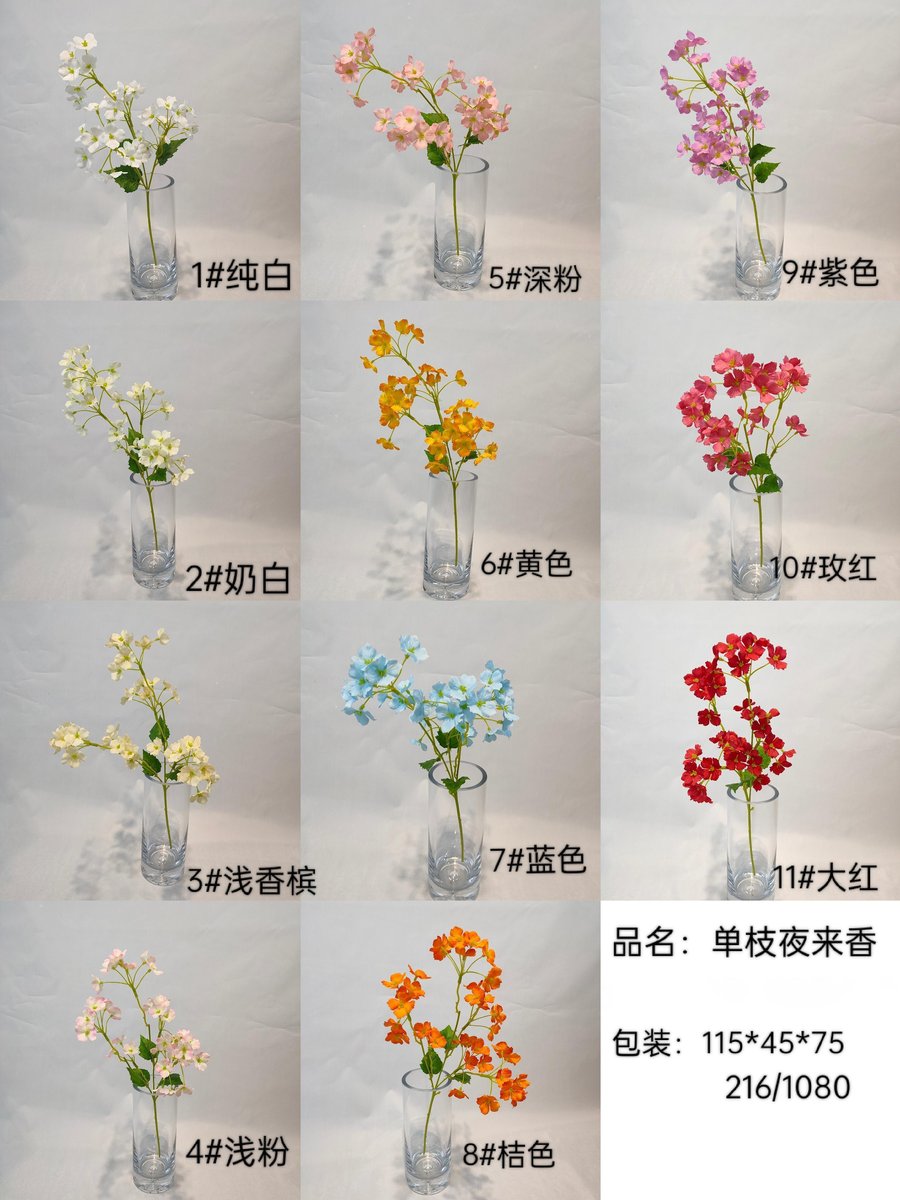 1#纯白
5#深粉
9#紫色
2#奶白
6#黄色
10#玫红
3#浅香槟
7#蓝色
11#大红
4#浅粉
8#桔色
品名：单枝夜来香
包装：115*45*75
216/1080